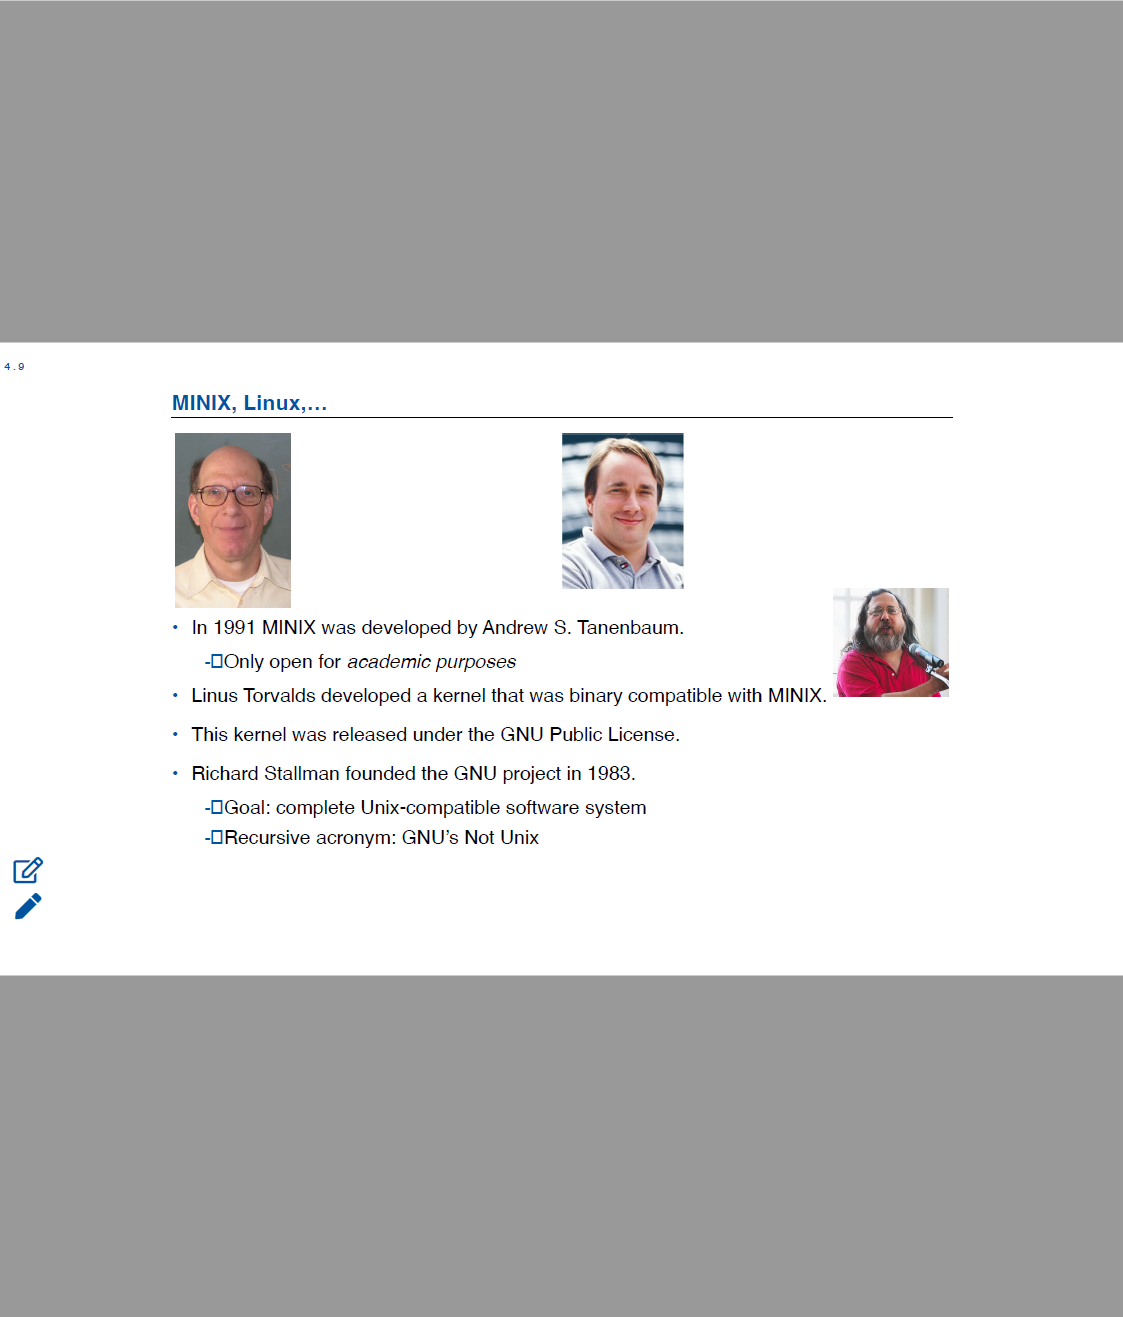 4.9
MINIX, Linux,...
• In 1991 MINIX was developed by Andrew S. Tanenbaum.
-□Only open for academic purposes
• Linus Torvalds developed a kernel that was binary compatible with MINIX.
• This kernel was released under the GNU Public License.
• Richard Stallman founded the GNU project in 1983.
-□Goal: complete Unix-compatible software system
-□Recursive acronym: GNU’s Not Unix